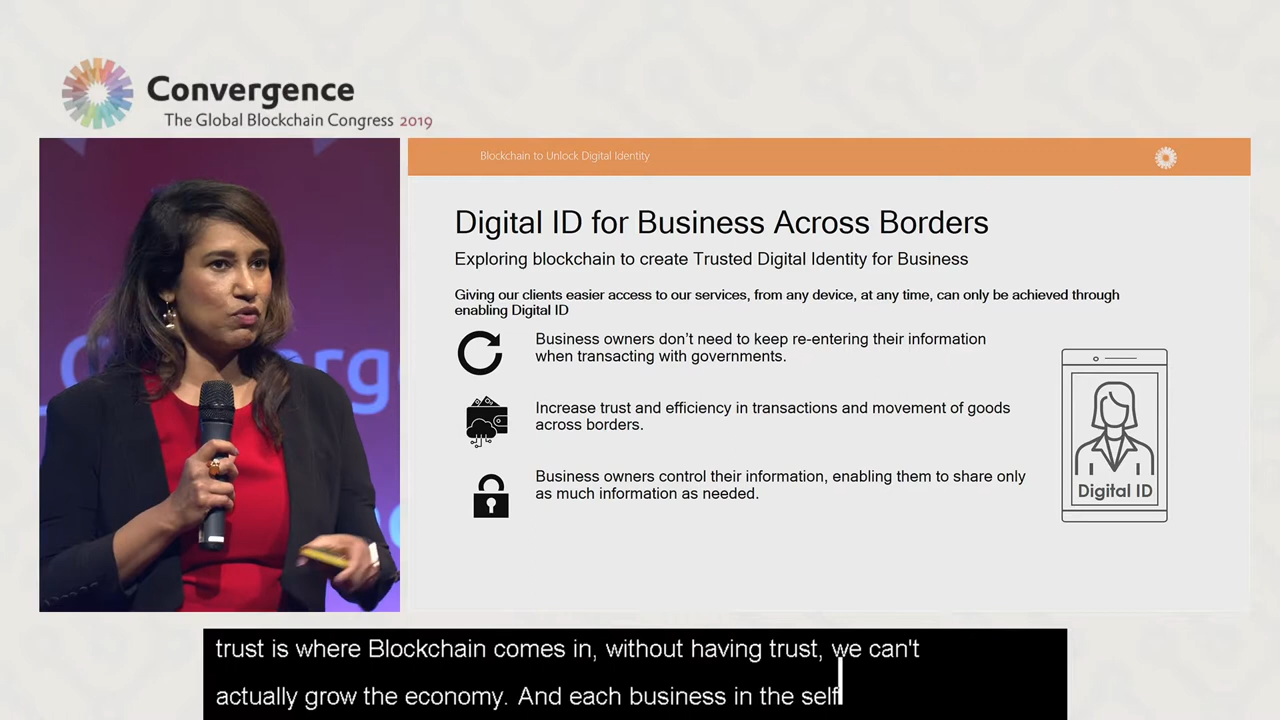 Convergence
The Global Blockchain Congress 2019
Blockchain to Unlock Digital Identity
Digital ID for Business Across Borders
Exploring blockchain to create Trusted Digital Identity for Business
Giving our clients easier access to our services, from any device, at any time, can only be achieved through
enabling Digital ID
Business owners don't need to keep re-entering their information
when transacting with governments.
Increase trust and efficiency in transactions and movement of goods
across borders.
Business owners control their information, enabling them to share only
as much information as needed.
Digital ID
trust is where Blockchain comes in, without having trust, we can't
actually grow the economy. And each business in the self